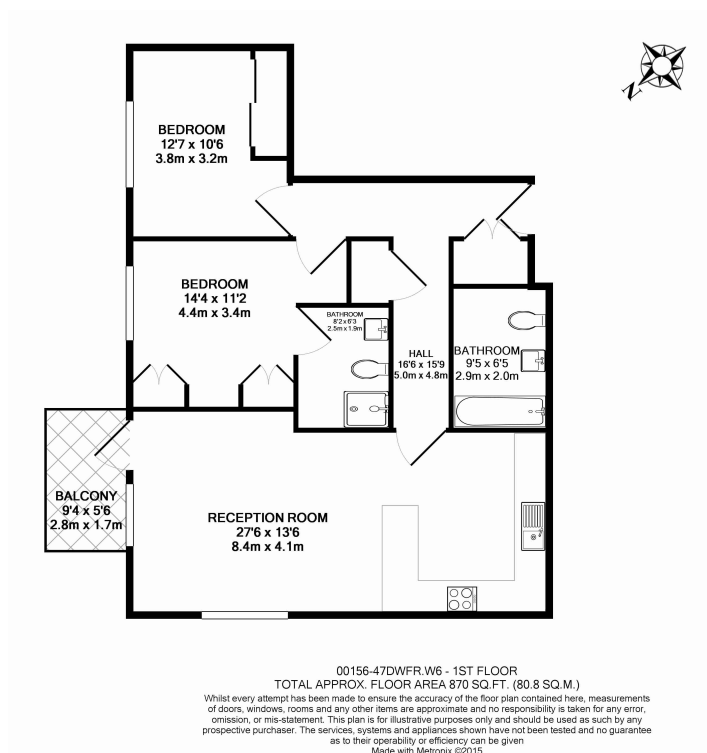 N
BEDROOM
12'7 x 10'6
3.8m x 3.2m
BEDROOM
14'4 x 11'2
4.4m x 3.4m
BATHROOM
8'2 x 6'3
2.5m x 1.9m
HALL
16'6 x 15'9
5.0m x 4.8m
BATHROOM
9'5 x 6'5
2.9m x 2.0m
BALCONY
9'4 x 5'6
2.8m x 1.7m
RECEPTION ROOM
27'6 x 13'6
8.4m x 4.1m
00156-47DWFR.W6 - 1ST FLOOR
TOTAL APPROX. FLOOR AREA 870 SQ.FT. (80.8 SQ.M.)
Whilst every attempt has been made to ensure the accuracy of the floor plan contained here, measurements
of doors, windows, rooms and any other items are approximate and no responsibility is taken for any error,
omission, or mis-statement. This plan is for illustrative purposes only and should be used as such by any
prospective purchaser. The services, systems and appliances shown have not been tested and no guarantee
as to their operability or efficiency can be given
Made with Metropix ©2015